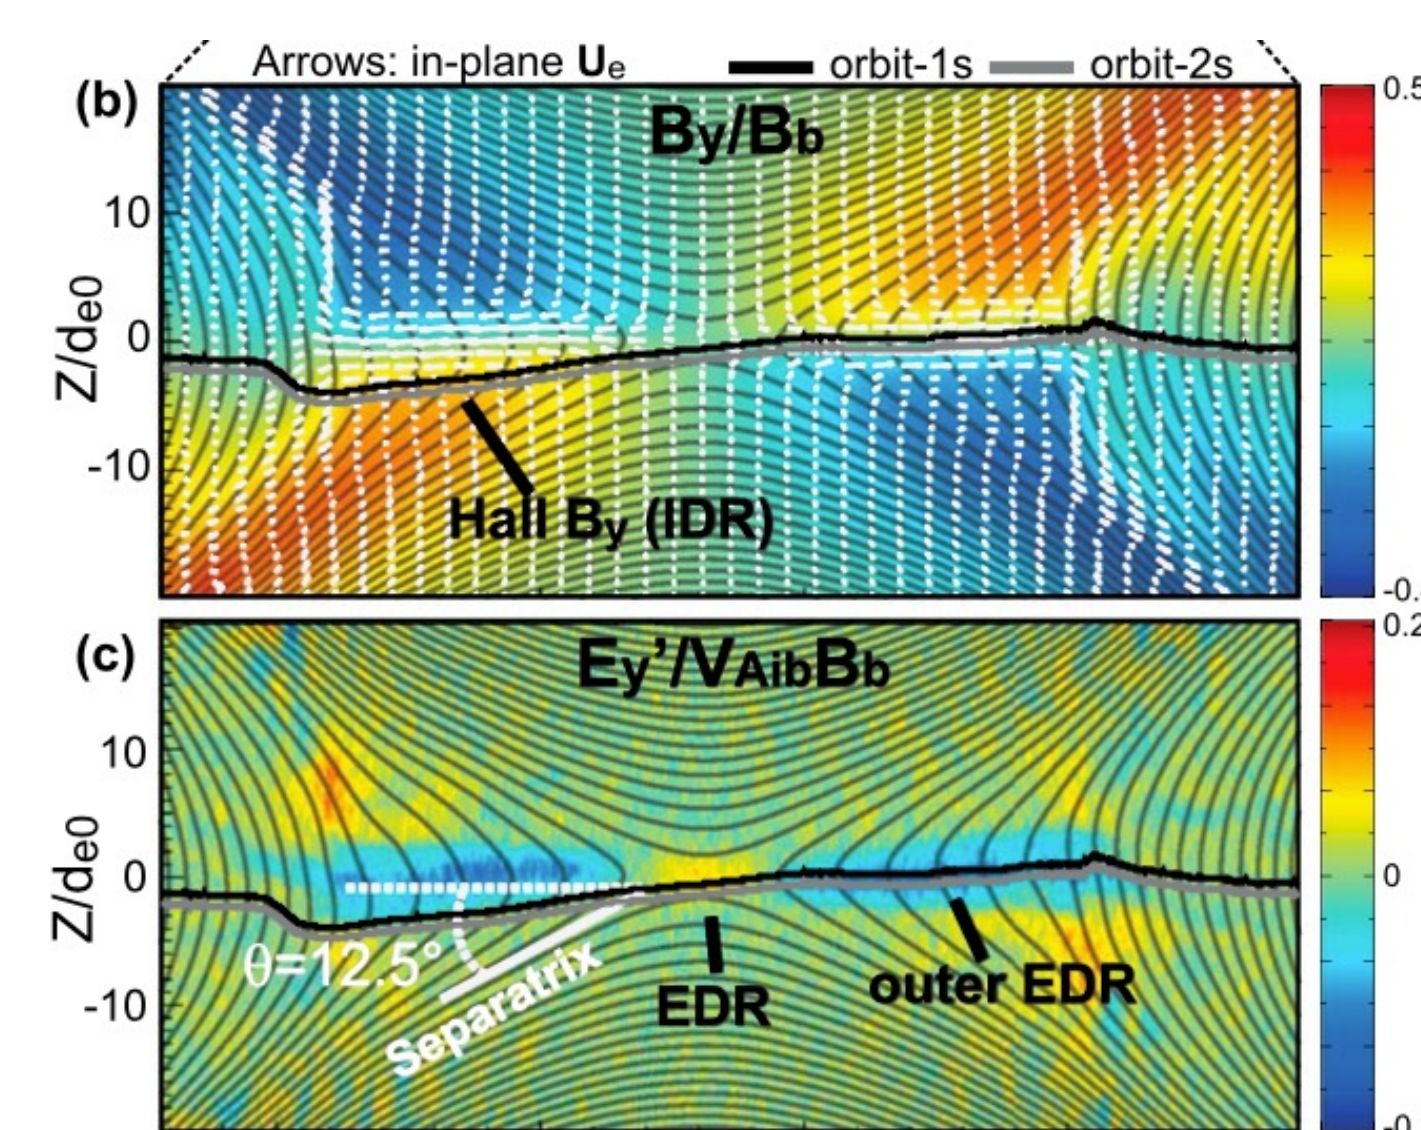 Arrows: in-plane Ue orbit-1s orbit-2s
(b)
By/Bb
0.5
10
0
-10
Z/de0
Hall By (IDR)
(c)
Ey'/VAibBb
0.2
10
0
0
-10
Z/de0
θ=12.5°
Separatrix
EDR
outer EDR